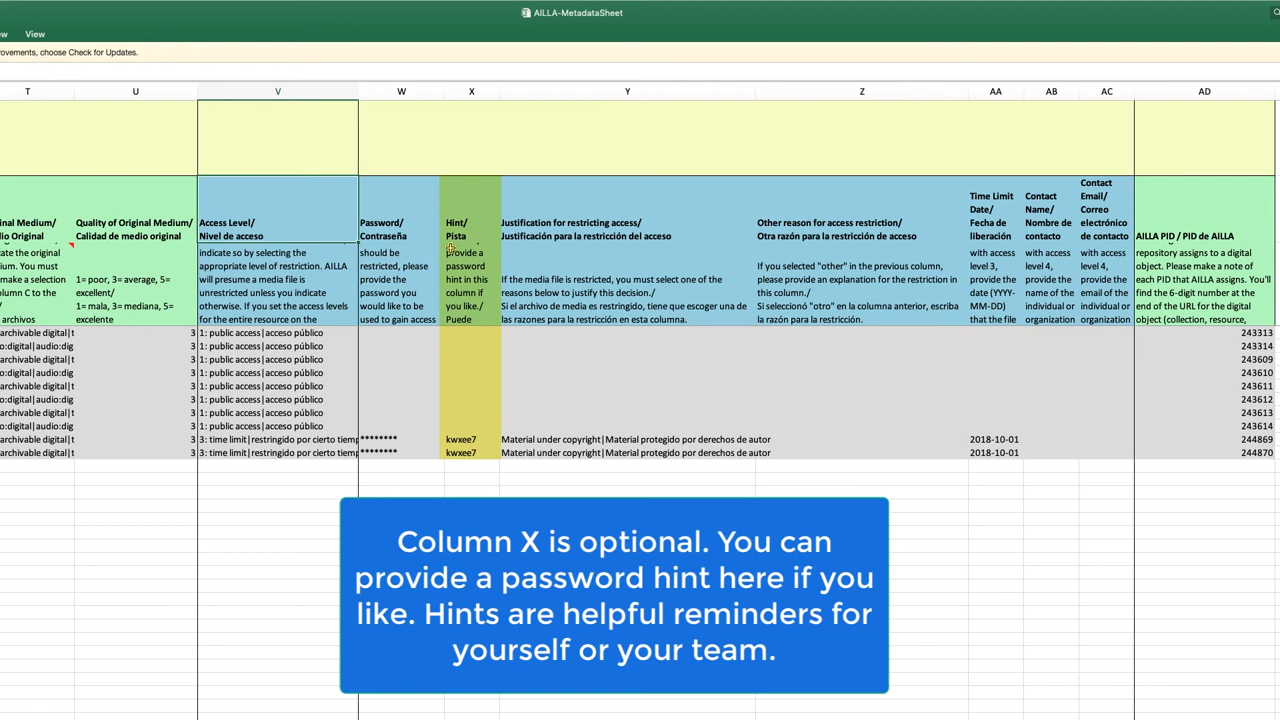 AILLA-MetadataSheet
View
ovements, choose Check for Updates.
T U V W X Y Z AA AB AC AD
inal Medium/
io Original
Quality of Original Medium/
Calidad de medio original
Access Level/
Nivel de acceso
Password/
Contraseña
Hint/
Pista
Justification for restricting access/
Justificación para la restricción del acceso
Other reason for access restriction/
Otra razón para la restricción de acceso
Time Limit
Date/
Fecha de
liberación
Contact
Name/
Nombre de
contacto
Contact
Email/
Correo
electrónico
de contacto
AILLA PID / PID de AILLA
cate the original
ium. You must
make a selection
olumn C to the
/
archivos
1= poor, 3= average, 5=
excellent/
1= mala, 3= mediana, 5=
excelente
indicate so by selecting the
appropriate level of restriction. AILLA
will presume a media file is
unrestricted unless you indicate
otherwise. If you set the access levels
for the entire resource on the
should be
restricted, please
provide the
password you
would like to be
used to gain access
provide a
password
hint in this
column if
you like./
Puede
If the media file is restricted, you must select one of the
reasons below to justify this decision./
Si el archivo de media es restringido, tiene que escoger una de
las razones para la restricción en esta columna.
If you selected "other" in the previous column,
please provide an explanation for the restriction in
this column./
Si seleccionó "otro" en la columna anterior, escriba
la razón para la restricción.
with access
level 3,
provide the
date (YYYY-
MM-DD)
that the file
with access
level 4,
provide the
name of the
individual or
organization
with access
level 4,
provide the
email of the
individual or
organization
repository assigns to a digital
object. Please make a note of
each PID that AILLA assigns. You'll
find the 6-digit number at the
end of the URL for the digital
object (collection, resource,
archivable digital|t 3 1: public access|acceso público 243313
o:digital|audio:dig 3 1: public access|acceso público 243314
archivable digital|t 3 1: public access|acceso público 243609
o:digital|audio:dig 3 1: public access|acceso público 243610
archivable digital|t 3 1: public access|acceso público 243611
o:digital|audio:dig 3 1: public access|acceso público 243612
archivable digital|t 3 1: public access|acceso público 243613
o:digital|audio:dig 3 1: public access|acceso público 243614
archivable digital|t 3 3: time limit|restringido por cierto tiemp ******** kwxee7 Material under copyright|Material protegido por derechos de autor 2018-10-01 244869
archivable digital|t 3 3: time limit|restringido por cierto tiemp ******** kwxee7 Material under copyright|Material protegido por derechos de autor 2018-10-01 244870
Column X is optional. You can
provide a password hint here if you
like. Hints are helpful reminders for
yourself or your team.